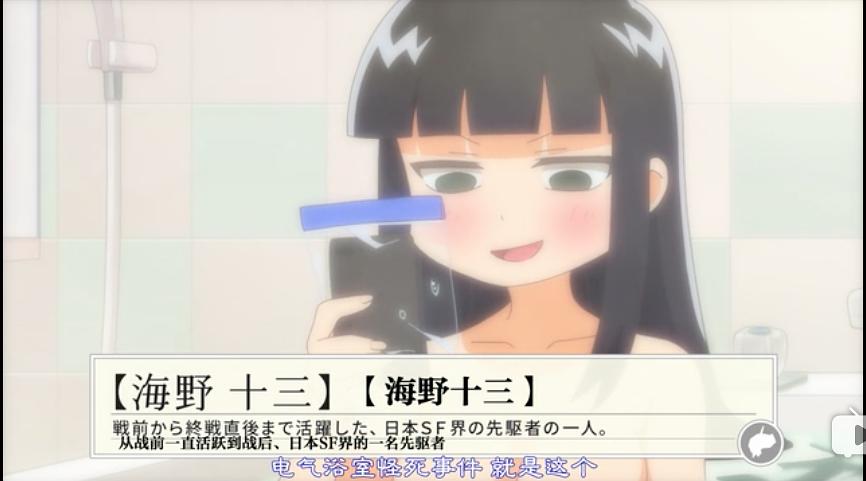 【海野 十三】 【海野十三】
戦前から終戦直後まで活躍した、日本SF界の先駆者の一人。
从战前一直活跃到战后、日本SF界的一名先驱者
电气浴室怪死事件 就是这个